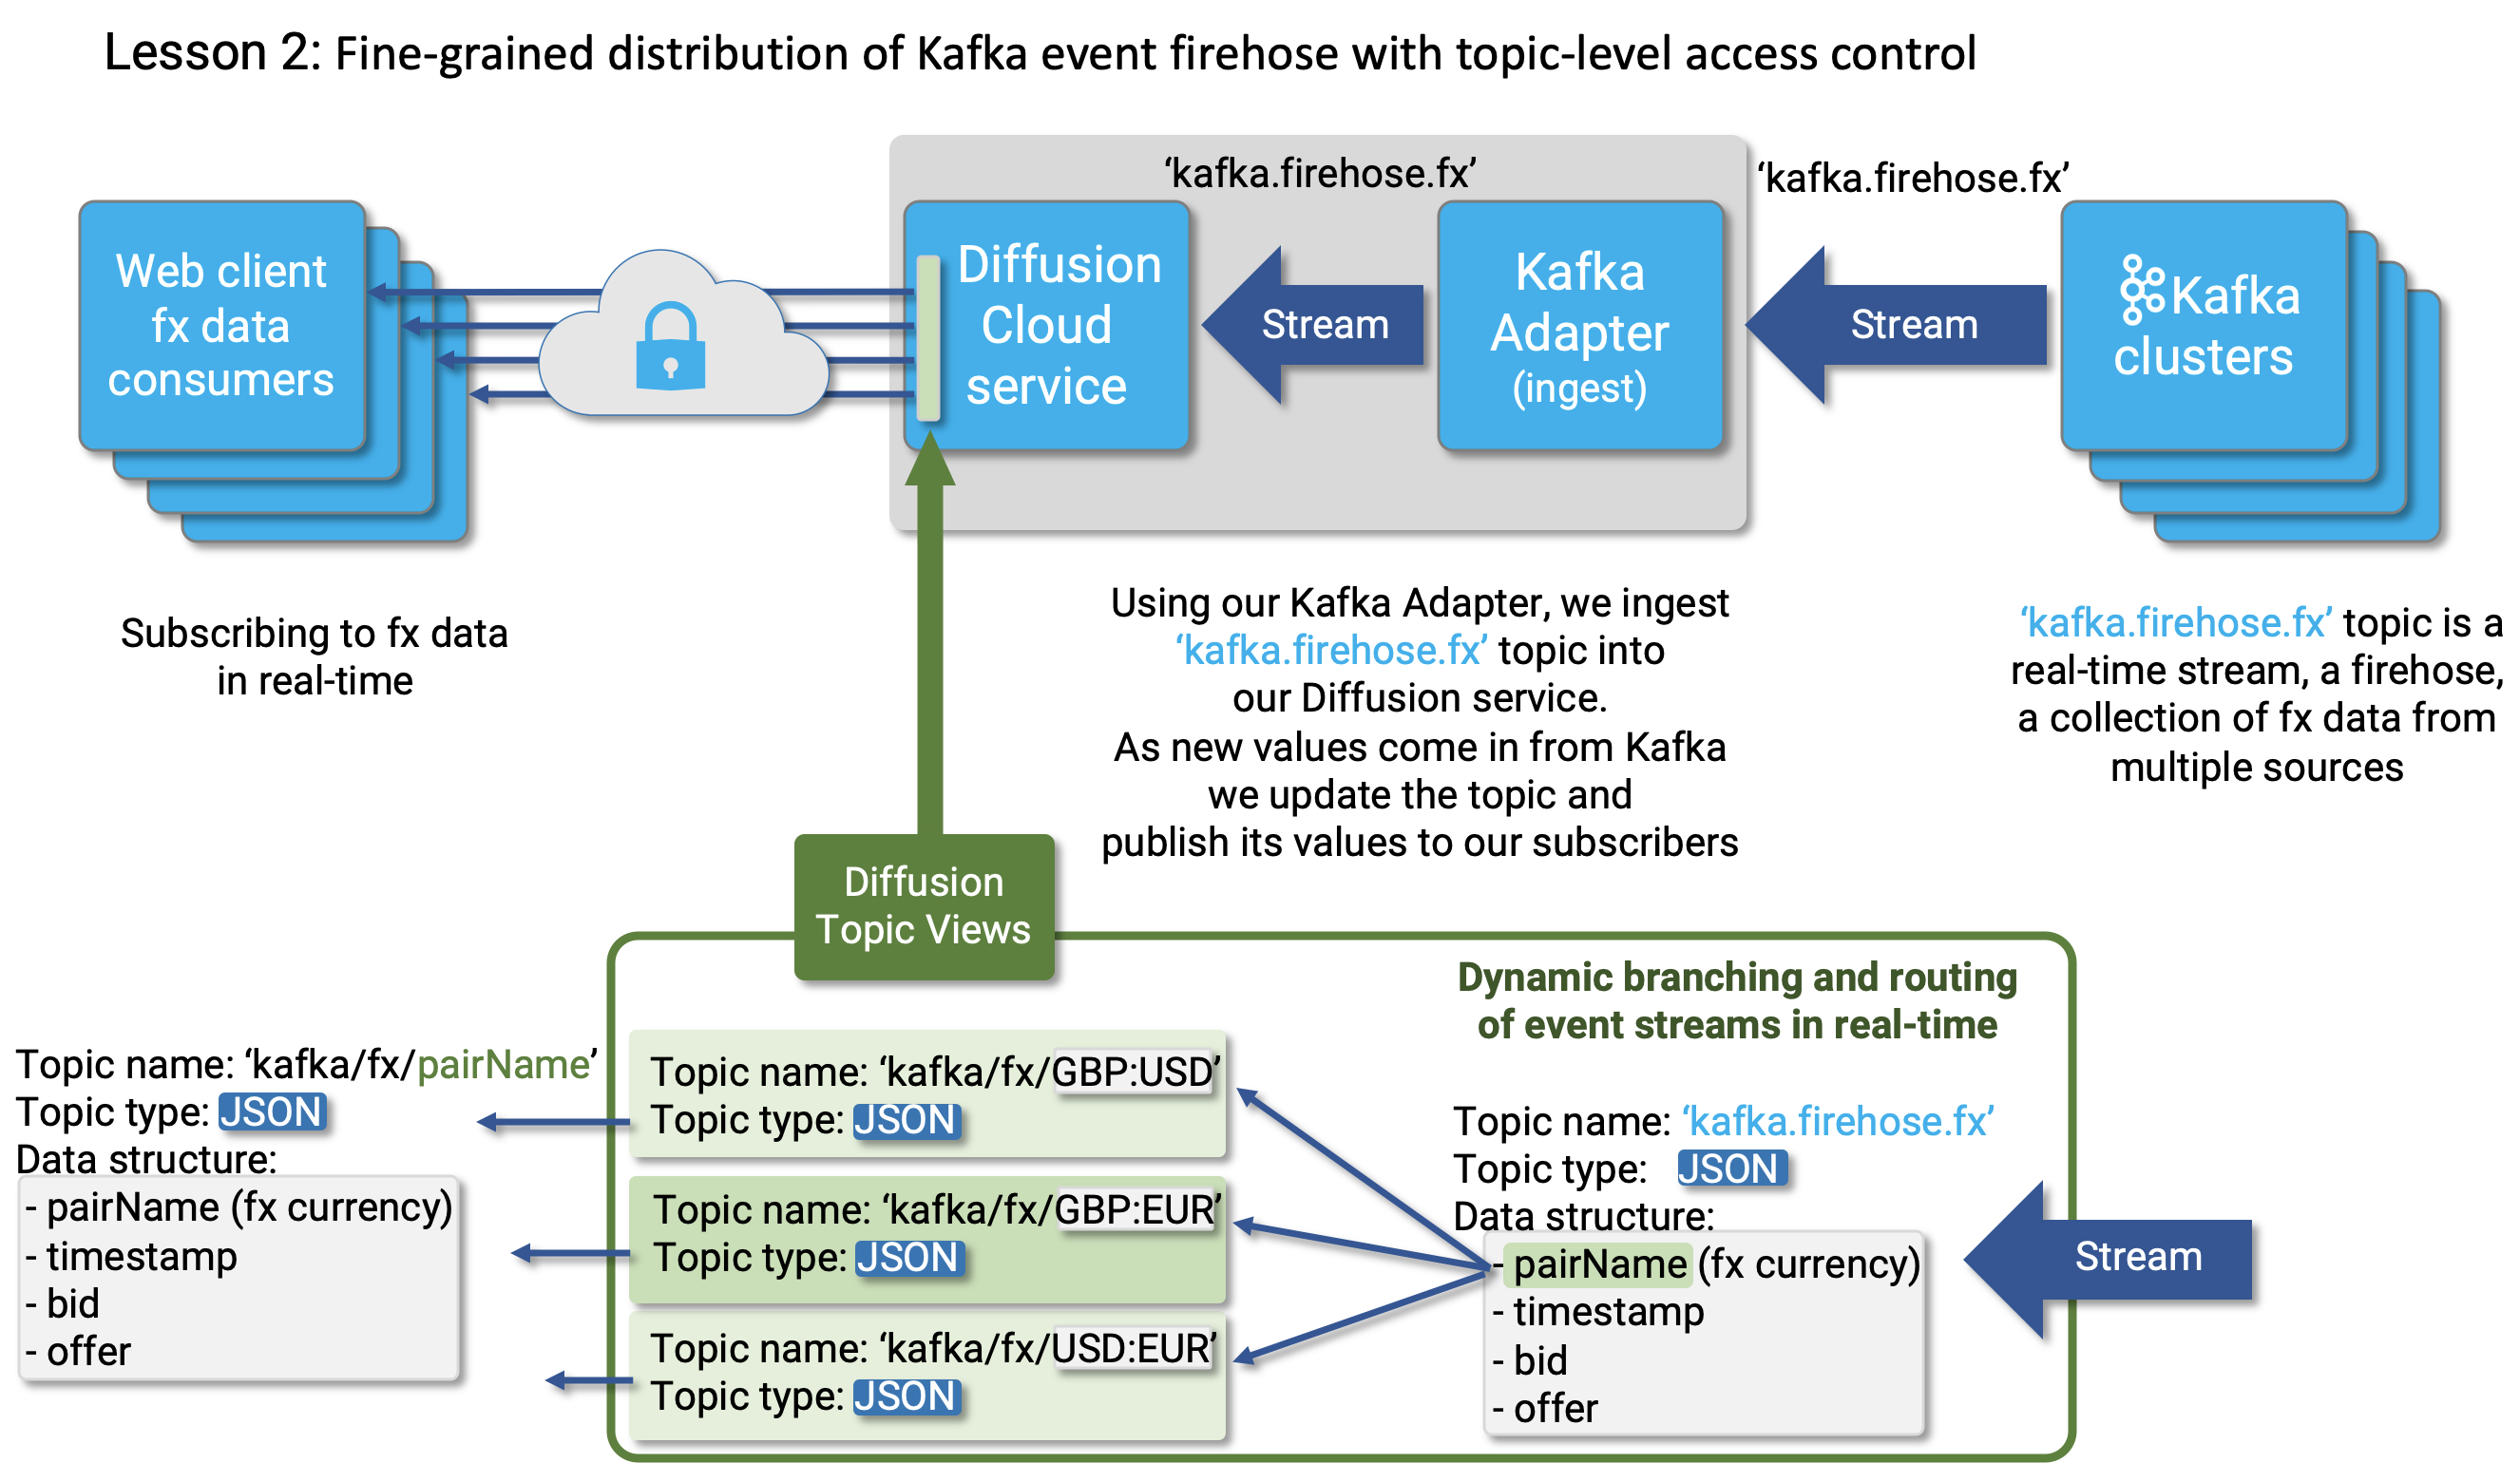 Lesson 2: Fine-grained distribution of Kafka event firehose with topic-level access control
‘kafka.firehose.fx’
‘kafka.firehose.fx’
Web client
fx data
consumers
Diffusion
Cloud
service
Stream
Kafka
Adapter
(ingest)
Stream
Kafka
clusters
Subscribing to fx data
in real-time
Using our Kafka Adapter, we ingest
‘kafka.firehose.fx’ topic into
our Diffusion service.
As new values come in from Kafka
we update the topic and
publish its values to our subscribers
‘kafka.firehose.fx’ topic is a
real-time stream, a firehose,
a collection of fx data from
multiple sources
Diffusion
Topic Views
Dynamic branching and routing
of event streams in real-time
Topic name: ‘kafka/fx/pairName’
Topic type: JSON
Data structure:
- pairName (fx currency)
- timestamp
- bid
- offer
Topic name: ‘kafka/fx/GBP:USD’
Topic type: JSON
Topic name: ‘kafka/fx/GBP:EUR’
Topic type: JSON
Topic name: ‘kafka/fx/USD:EUR’
Topic type: JSON
Topic name: ‘kafka.firehose.fx’
Topic type: JSON
Data structure:
- pairName (fx currency)
- timestamp
- bid
- offer
Stream